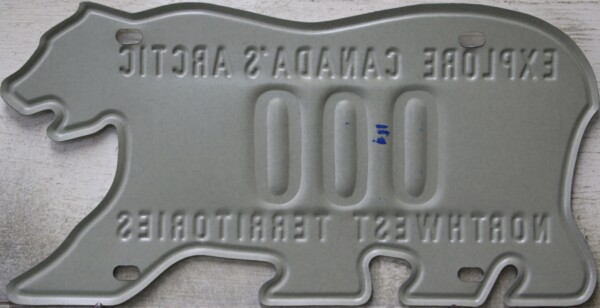 EXPLORE CANADA'S ARCTIC
000
NORTHWEST TERRITORIES